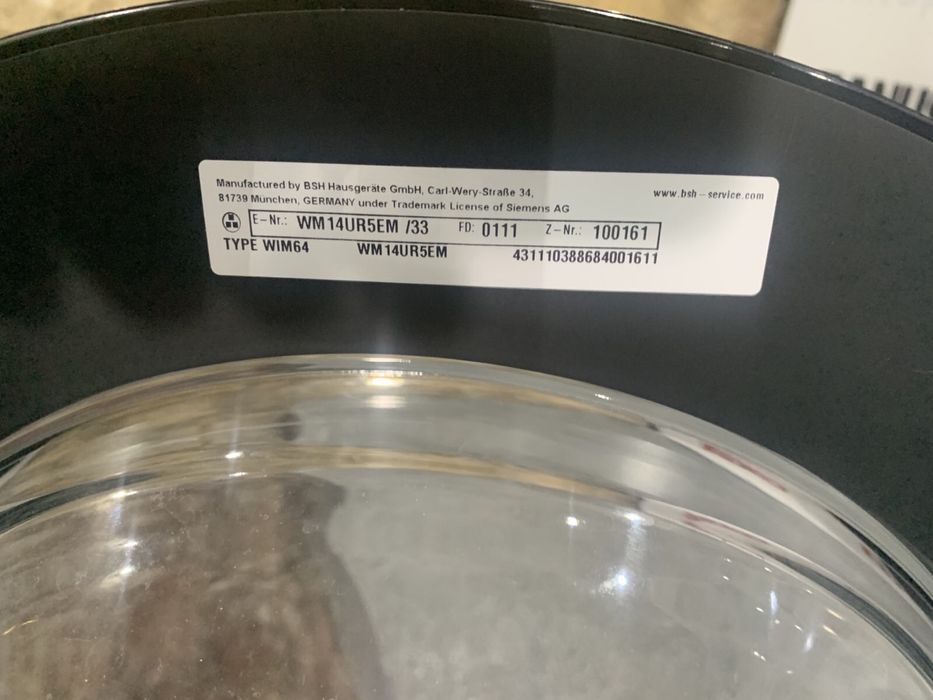 Manufactured by BSH Hausgeräte GmbH, Carl-Wery-Straße 34,
www.bsh-service.com
81739 München, GERMANY under Trademark License of Siemens AG
E-Nr.: WM14UR5EM /33 FD: 0111 Z-Nr.: 100161
TYPE WIM64 WM14UR5EM 431110388684001611